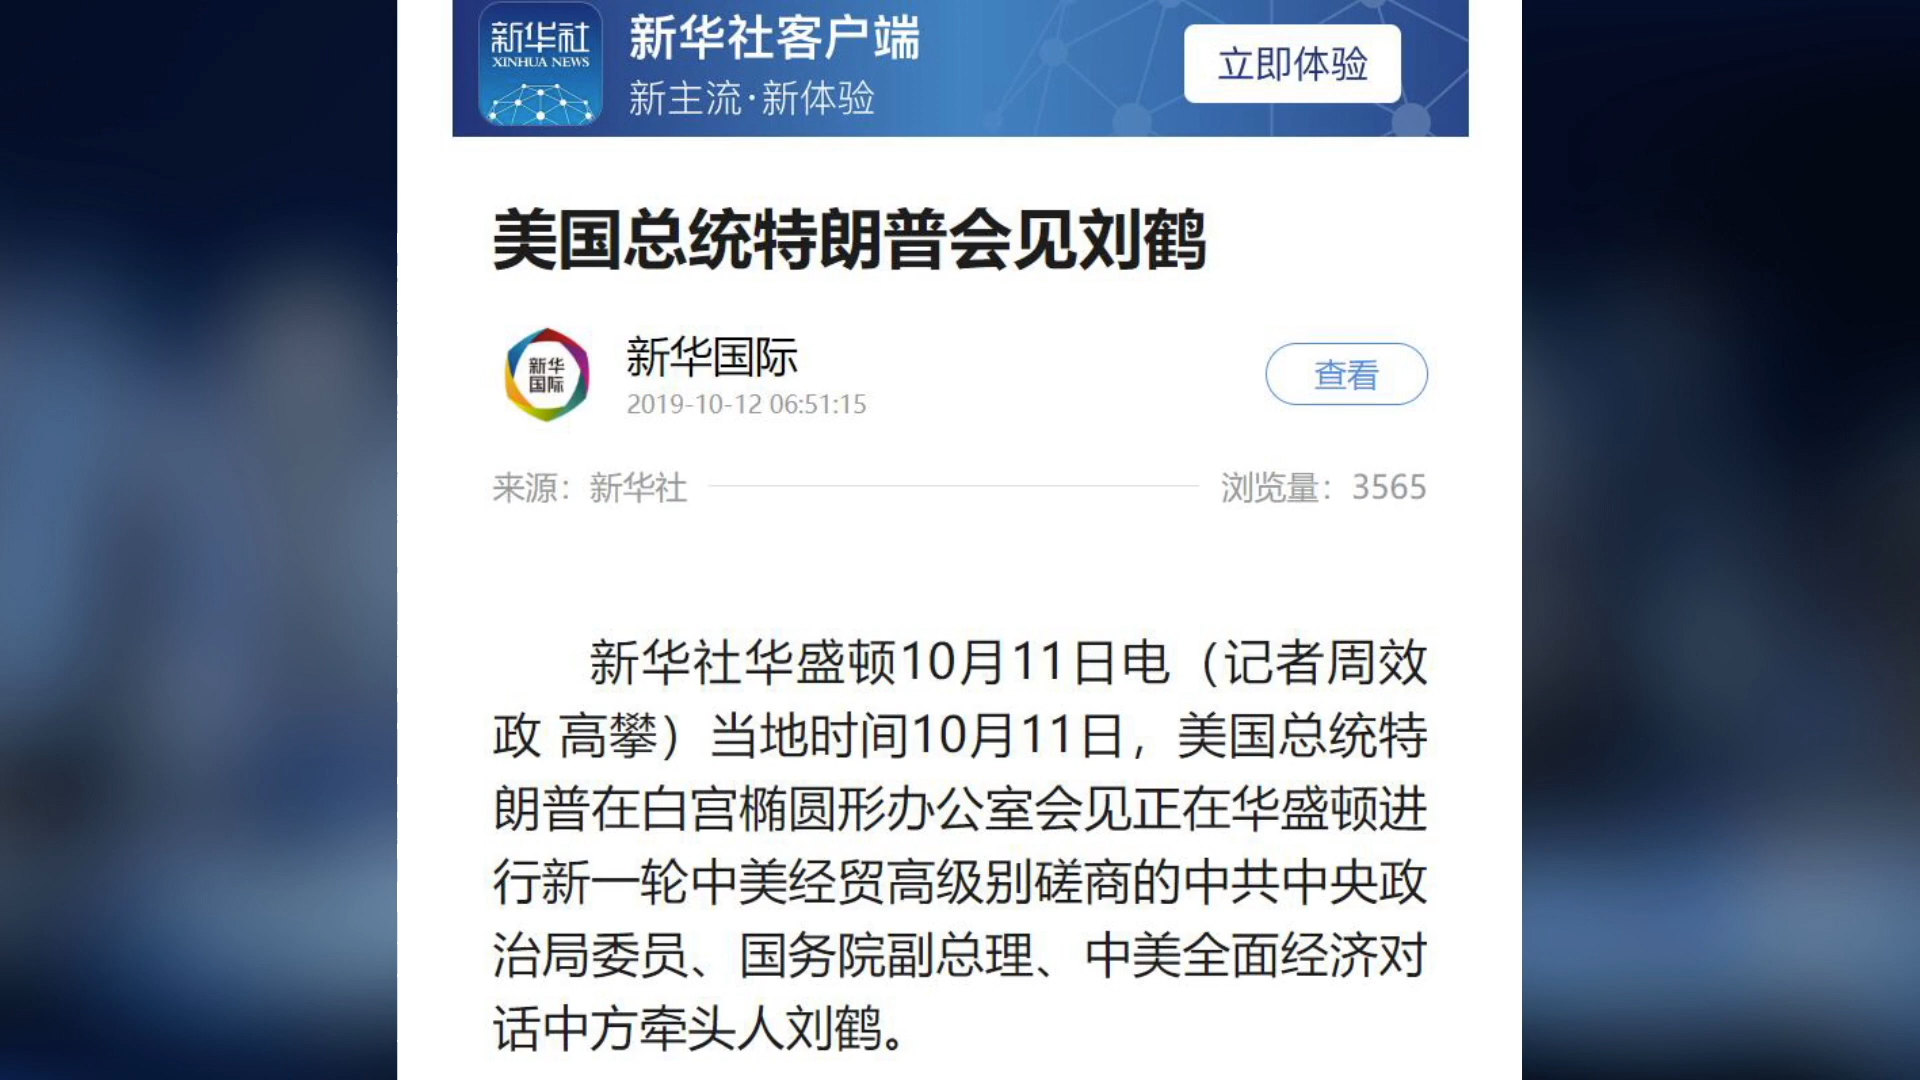 新华社
XINHUA NEWS
新华社客户端
新主流·新体验
立即体验
美国总统特朗普会见刘鹤
新华
国际
新华国际
2019-10-12 06:51:15
查看
来源：新华社
浏览量：3565
新华社华盛顿10月11日电（记者周效
政 高攀）当地时间10月11日，美国总统特
朗普在白宫椭圆形办公室会见正在华盛顿进
行新一轮中美经贸高级别磋商的中共中央政
治局委员、国务院副总理、中美全面经济对
话中方牵头人刘鹤。